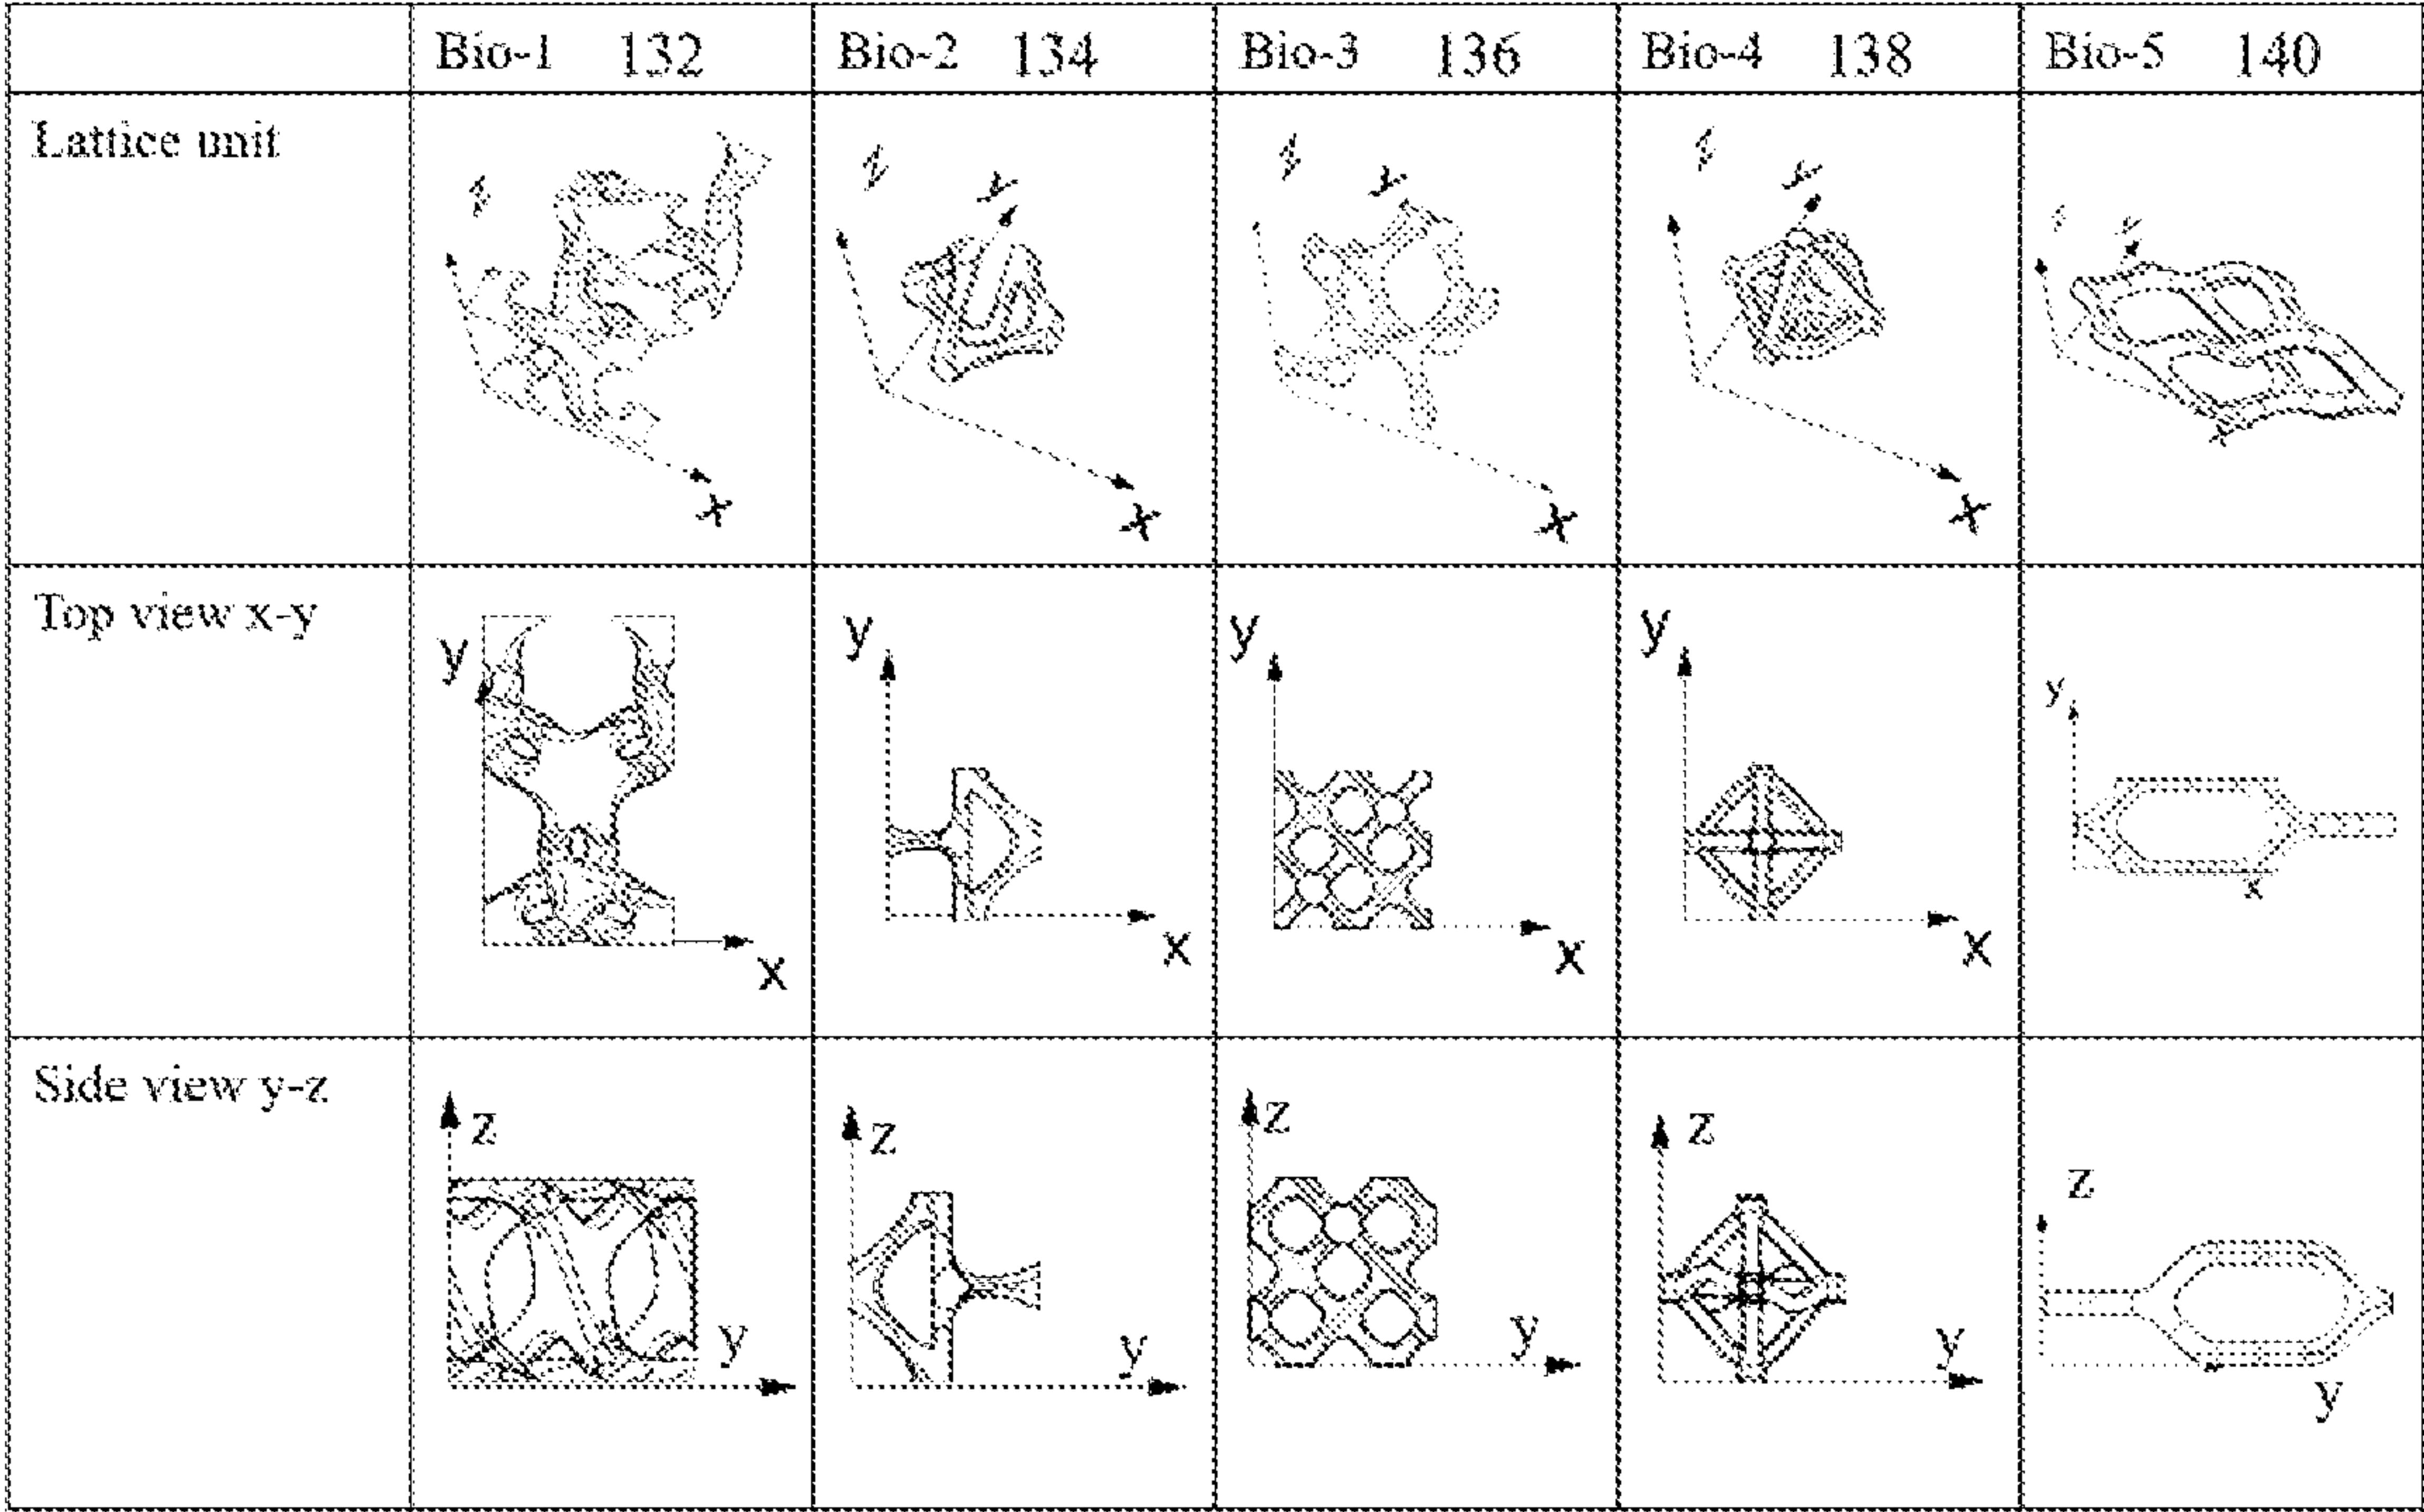 Bio-1 132 Bio-2 134 Bio-3 136 Bio-4 138 Bio-5 140
Lattice unit
z x
z y x
z y x
z y x
z y x
Top view x-y
y x
y x
y x
y x
y x
Side view y-z
z y
z y
z y
z y
z y